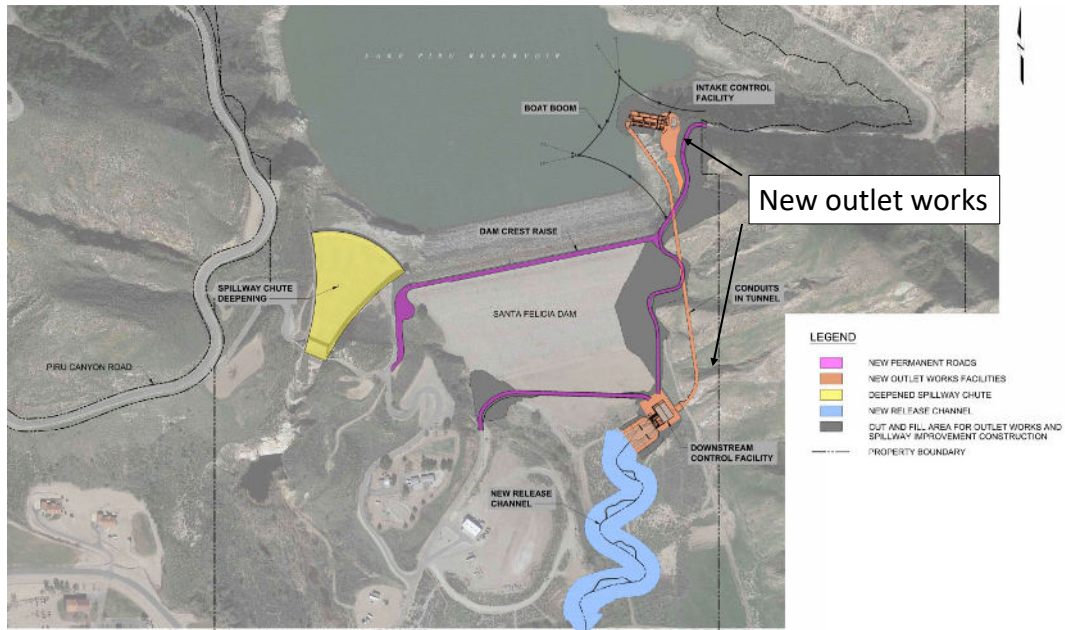 LAKE PIRU RESERVOIR
INTAKE CONTROL
FACILITY
BOAT BOOM
New outlet works
DAM CREST RAISE
SPILLWAY CHUTE
DEEPENING
CONDUITS
IN TUNNEL
SANTA FELICIA DAM
PIRU CANYON ROAD
LEGEND
NEW PERMANENT ROADS
NEW OUTLET WORKS FACILITIES
DEEPENED SPILLWAY CHUTE
NEW RELEASE CHANNEL
CUT AND FILL AREA FOR OUTLET WORKS AND
SPILLWAY IMPROVEMENT CONSTRUCTION
PROPERTY BOUNDARY
DOWNSTREAM
CONTROL FACILITY
NEW RELEASE
CHANNEL